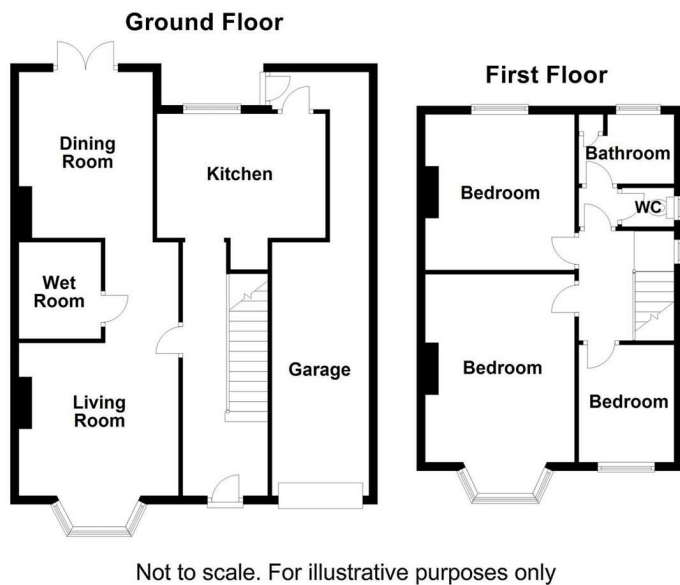 Ground Floor
Dining
Room
Kitchen
Wet
Room
Living
Room
Garage
First Floor
Bedroom
Bathroom
WC
Bedroom
Bedroom
Not to scale. For illustrative purposes only